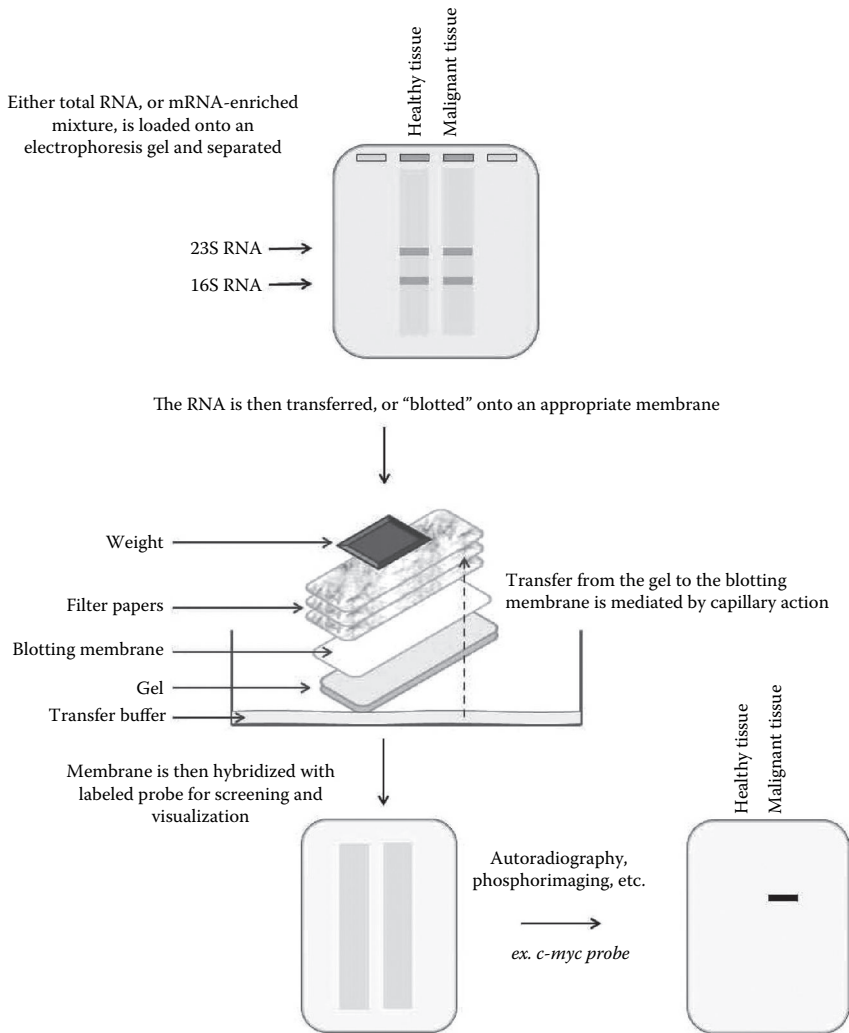 Healthy tissue
Malignant tissue
Either total RNA, or mRNA-enriched
mixture, is loaded onto an
electrophoresis gel and separated
23S RNA
16S RNA
The RNA is then transferred, or “blotted” onto an appropriate membrane
Weight
Filter papers
Blotting membrane
Gel
Transfer buffer
Transfer from the gel to the blotting
membrane is mediated by capillary action
Membrane is then hybridized with
labeled probe for screening and
visualization
Autoradiography,
phosphorimaging, etc.
ex. c-myc probe
Healthy tissue
Malignant tissue